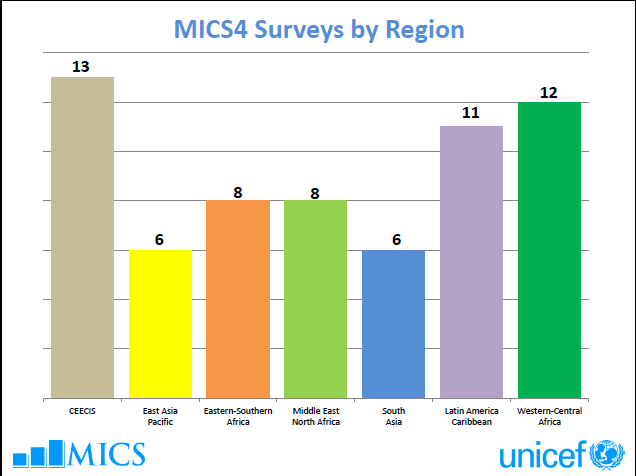 MICS4 Surveys by Region
13
6
8
8
6
11
12
CEECIS
East Asia
Pacific
Eastern-Southern
Africa
Middle East
North Africa
South
Asia
Latin America
Caribbean
Western-Central
Africa
MICS
unicef